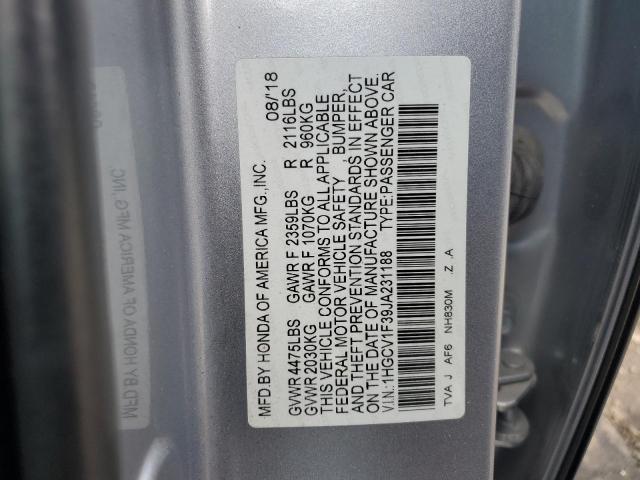 MFD.BY HONDA OF AMERICA MFG.,INC. 08/'18
GVWR 4475LBS GAWR F 2359LBS R 2116LBS
GVWR 2030KG GAWR F 1070KG R 960KG
THIS VEHICLE CONFORMS TO ALL APPLICABLE
FEDERAL MOTOR VEHICLE SAFETY , BUMPER,
AND THEFT PREVENTION STANDARDS IN EFFECT
ON THE DATE OF MANUFACTURE SHOWN ABOVE.
V.I.N.:1HGCV1F39JA231188 TYPE:PASSENGER CAR
TVA J AF6 NH830M .Z .A
MFD.BY HONDA OF AMERICA MFG.,INC